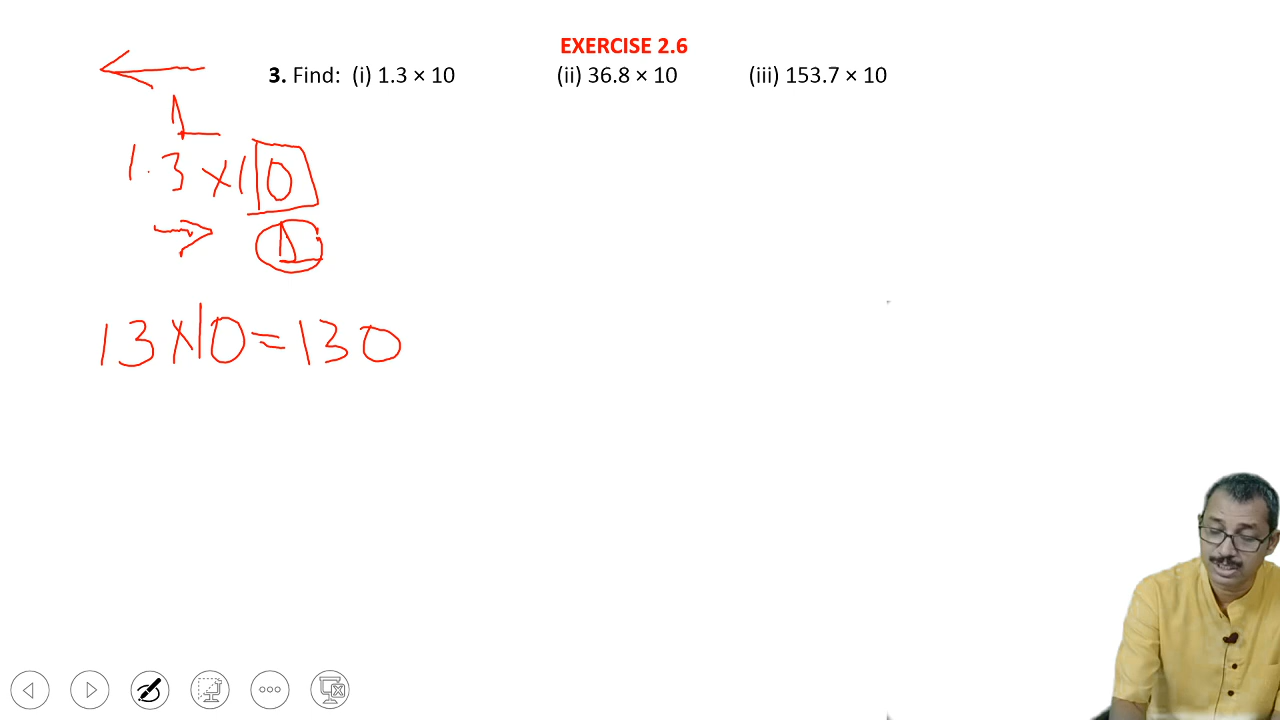 EXERCISE 2.6
3. Find: (i) 1.3 × 10 (ii) 36.8 × 10 (iii) 153.7 × 10
1
1.3 × 10
1
13 × 10 = 130